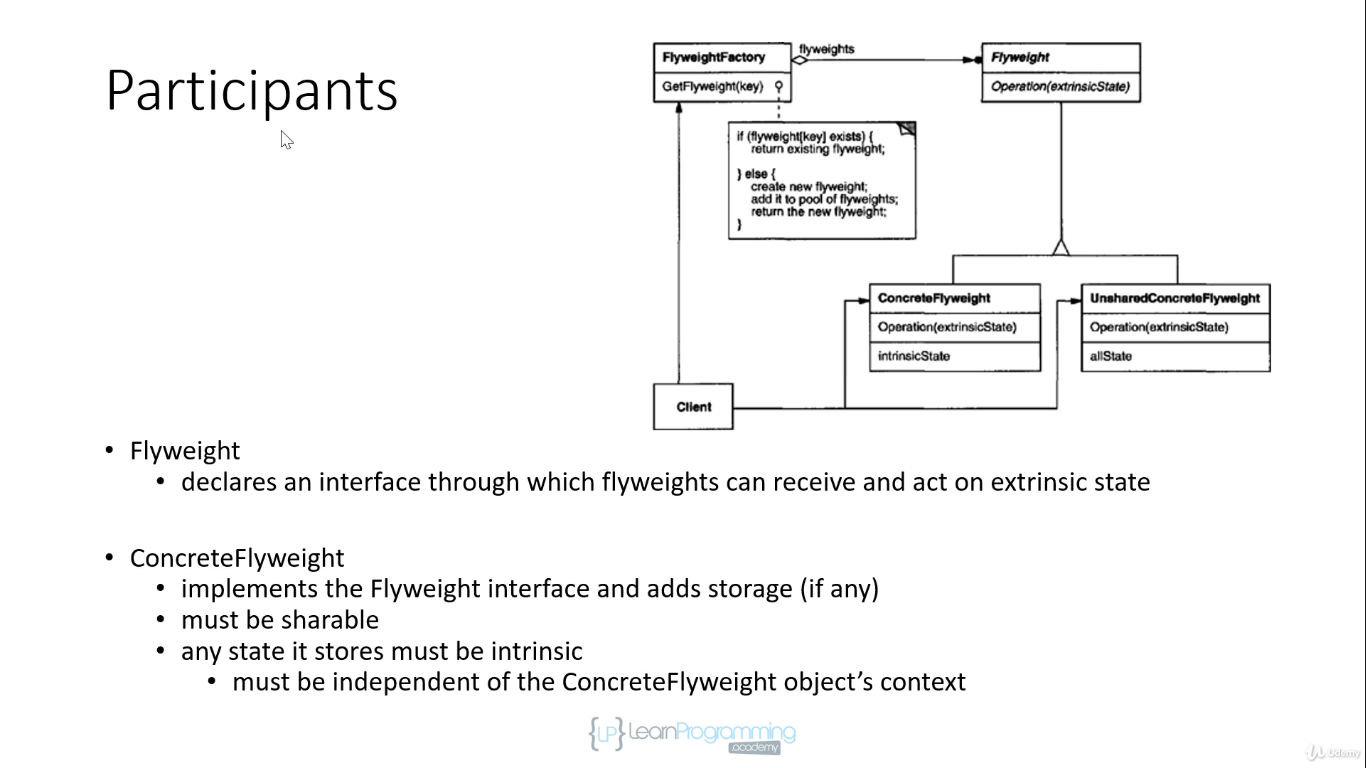 Participants
FlyweightFactory
GetFlyweight(key)
flyweights
Flyweight
Operation(extrinsicState)
if (flyweight[key] exists) {
return existing flyweight;
} else {
create new flyweight;
add it to pool of flyweights;
return the new flyweight;
}
ConcreteFlyweight
Operation(extrinsicState)
intrinsicState
UnsharedConcreteFlyweight
Operation(extrinsicState)
allState
Client
• Flyweight
• declares an interface through which flyweights can receive and act on extrinsic state
• ConcreteFlyweight
• implements the Flyweight interface and adds storage (if any)
• must be sharable
• any state it stores must be intrinsic
• must be independent of the ConcreteFlyweight object’s context
{LP} LearnProgramming
.academy
Udemy